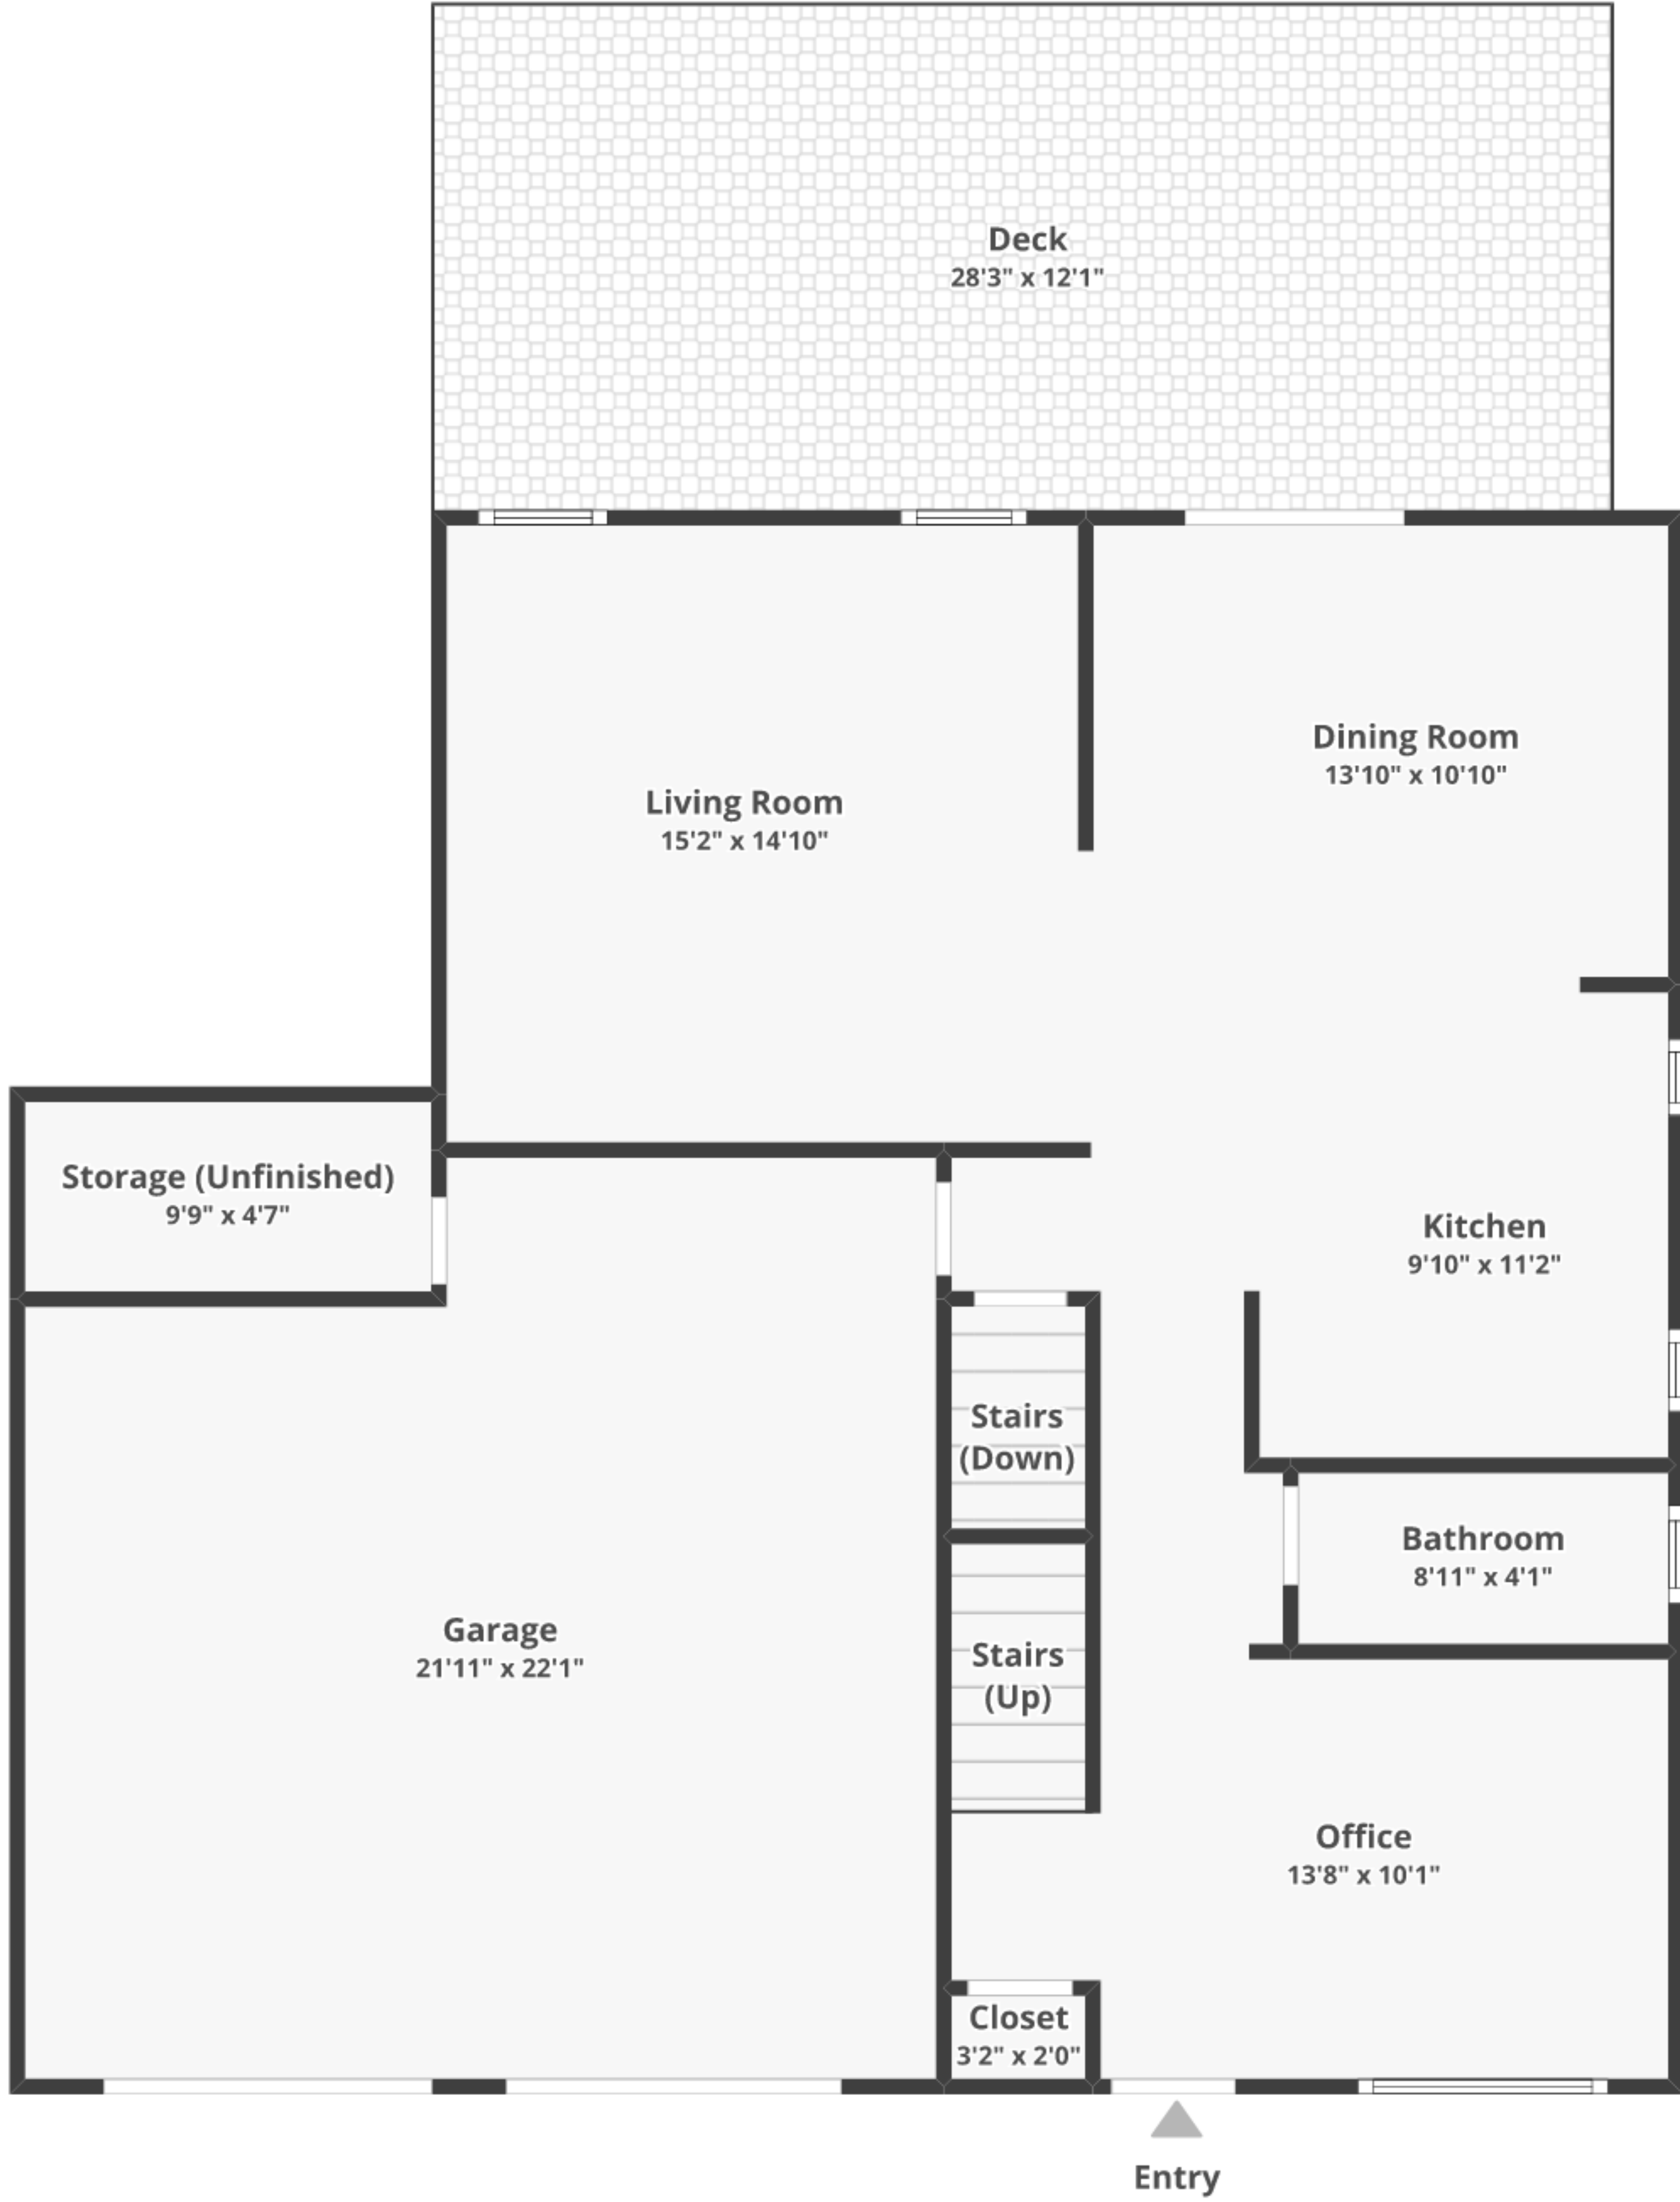 Deck
28'3" x 12'1"
Dining Room
13'10" x 10'10"
Living Room
15'2" x 14'10"
Storage (Unfinished)
9'9" x 4'7"
Kitchen
9'10" x 11'2"
Stairs
(Down)
Bathroom
8'11" x 4'1"
Garage
21'11" x 22'1"
Stairs
(Up)
Office
13'8" x 10'1"
Closet
3'2" x 2'0"
Entry